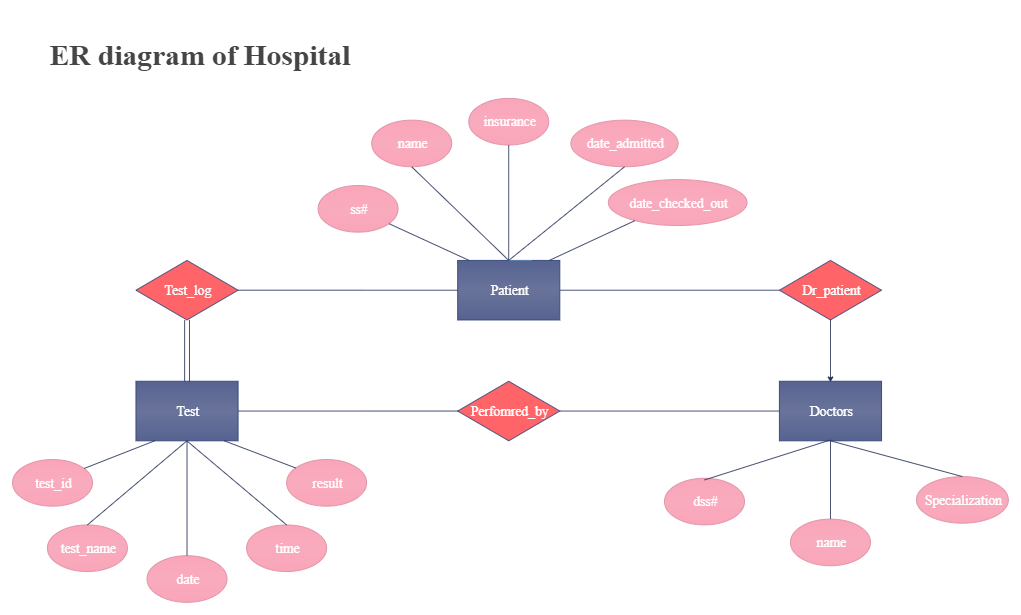 ER diagram of Hospital
insurance
name
date_admitted
ss#
date_checked_out
Test_log
Patient
Dr_patient
Test
Perfomred_by
Doctors
test_id
result
dss#
Specialization
test_name
time
name
date